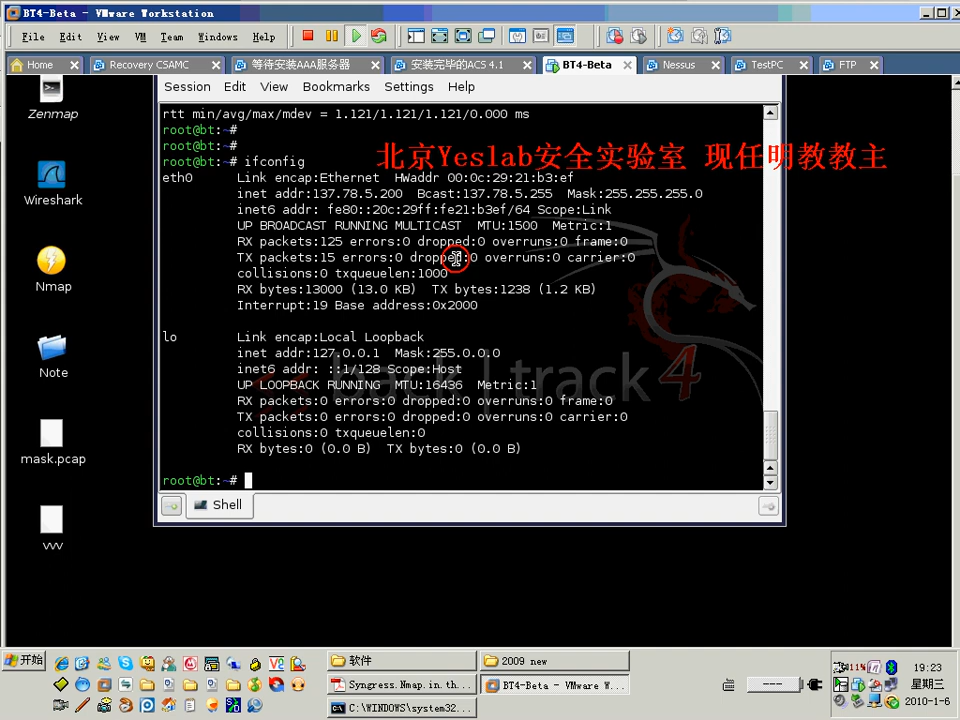 BT4-Beta - VMware Workstation
File Edit View VM Team Windows Help
Home Recovery CSAMC 等待安装AAA服务器 安装完毕的ACS 4.1 BT4-Beta Nessus TestPC FTP
Session Edit View Bookmarks Settings Help
Zenmap
Wireshark
Nmap
Note
mask.pcap
vvv
rtt min/avg/max/mdev = 1.121/1.121/1.121/0.000 ms
root@bt:~#
root@bt:~#
root@bt:~# ifconfig
北京Yeslab安全实验室 现任明教教主
eth0 Link encap:Ethernet HWaddr 00:0c:29:21:b3:ef
inet addr:137.78.5.200 Bcast:137.78.5.255 Mask:255.255.255.0
inet6 addr: fe80::20c:29ff:fe21:b3ef/64 Scope:Link
UP BROADCAST RUNNING MULTICAST MTU:1500 Metric:1
RX packets:125 errors:0 dropped:0 overruns:0 frame:0
TX packets:15 errors:0 dropped:0 overruns:0 carrier:0
collisions:0 txqueuelen:1000
RX bytes:13000 (13.0 KB) TX bytes:1238 (1.2 KB)
Interrupt:19 Base address:0x2000
lo Link encap:Local Loopback
inet addr:127.0.0.1 Mask:255.0.0.0
inet6 addr: ::1/128 Scope:Host
UP LOOPBACK RUNNING MTU:16436 Metric:1
RX packets:0 errors:0 dropped:0 overruns:0 frame:0
TX packets:0 errors:0 dropped:0 overruns:0 carrier:0
collisions:0 txqueuelen:0
RX bytes:0 (0.0 B) TX bytes:0 (0.0 B)
root@bt:~#
back | track 4
Shell
开始
软件
2009 new
Syngress.Nmap.in.th...
BT4-Beta - VMware W...
C:\WINDOWS\system32...
19:23
星期三
2010-1-6